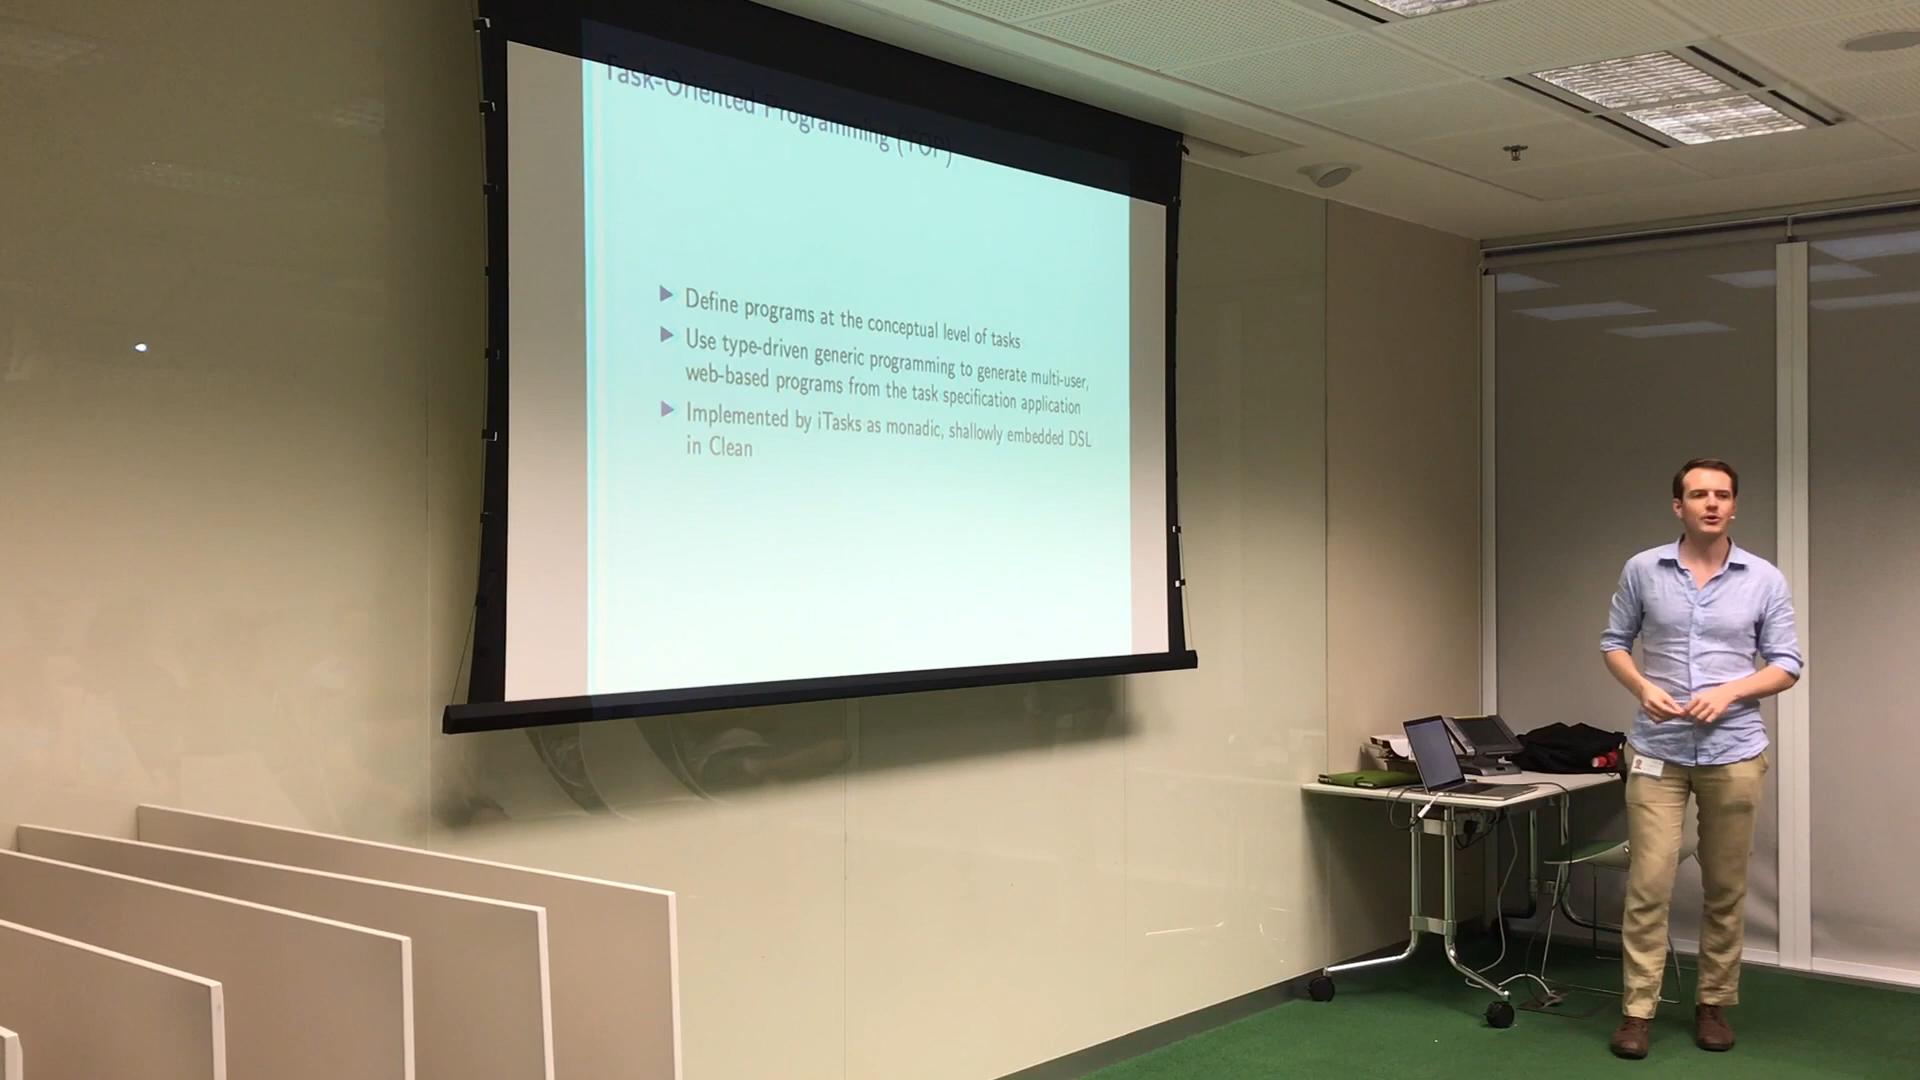 Task-Oriented Programming (TOP)
Define programs at the conceptual level of tasks
Use type-driven generic programming to generate multi-user,
web-based programs from the task specification application
Implemented by iTasks as monadic, shallowly embedded DSL
in Clean